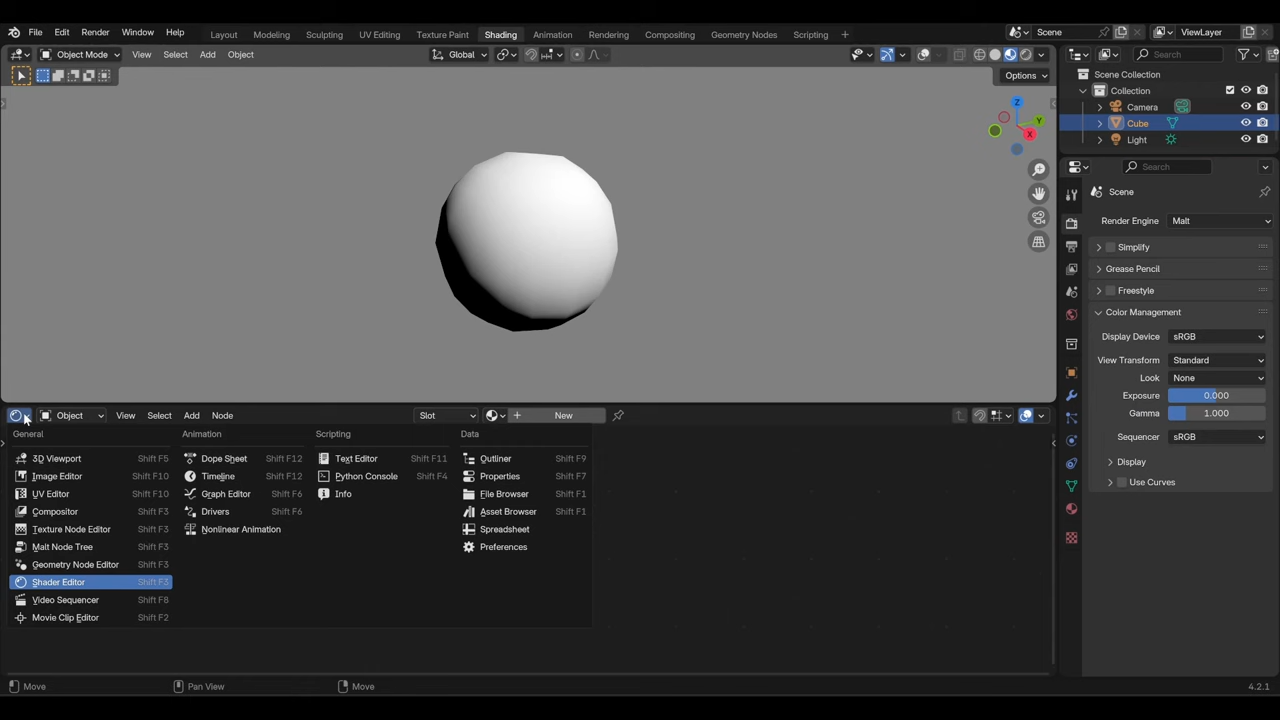 File Edit Render Window Help Layout Modeling Sculpting UV Editing Texture Paint Shading Animation Rendering Compositing Geometry Nodes Scripting + Scene ViewLayer
Object Mode View Select Add Object Global Search
Options
Scene Collection
Collection
Camera
Cube
Light
Z
Y
X
Search
Scene
Render Engine Malt
Simplify
Grease Pencil
Freestyle
Color Management
Display Device sRGB
View Transform Standard
Look None
Exposure 0.000
Gamma 1.000
Sequencer sRGB
Display
Use Curves
Object View Select Add Node Slot New
General
3D Viewport Shift F5
Image Editor Shift F10
UV Editor Shift F10
Compositor Shift F3
Texture Node Editor Shift F3
Malt Node Tree Shift F3
Geometry Node Editor Shift F3
Shader Editor Shift F3
Video Sequencer Shift F8
Movie Clip Editor Shift F2
Animation
Dope Sheet Shift F12
Timeline Shift F12
Graph Editor Shift F6
Drivers Shift F6
Nonlinear Animation
Scripting
Text Editor Shift F11
Python Console Shift F4
Info
Data
Outliner Shift F9
Properties Shift F7
File Browser Shift F1
Asset Browser Shift F1
Spreadsheet
Preferences
Move Pan View Move 4.2.1